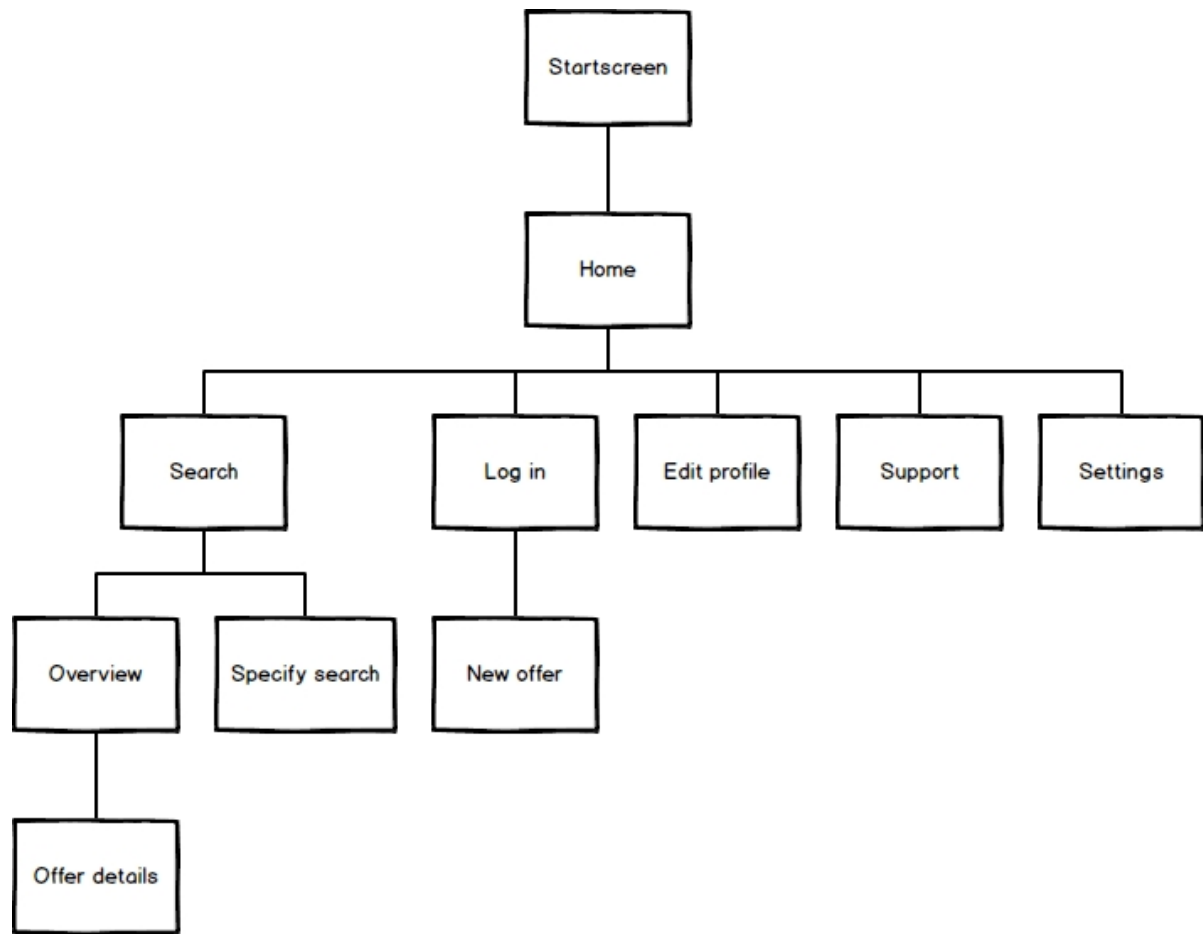 Startscreen
Home
Search
Log in
Edit profile
Support
Settings
Overview
Specify search
New offer
Offer details